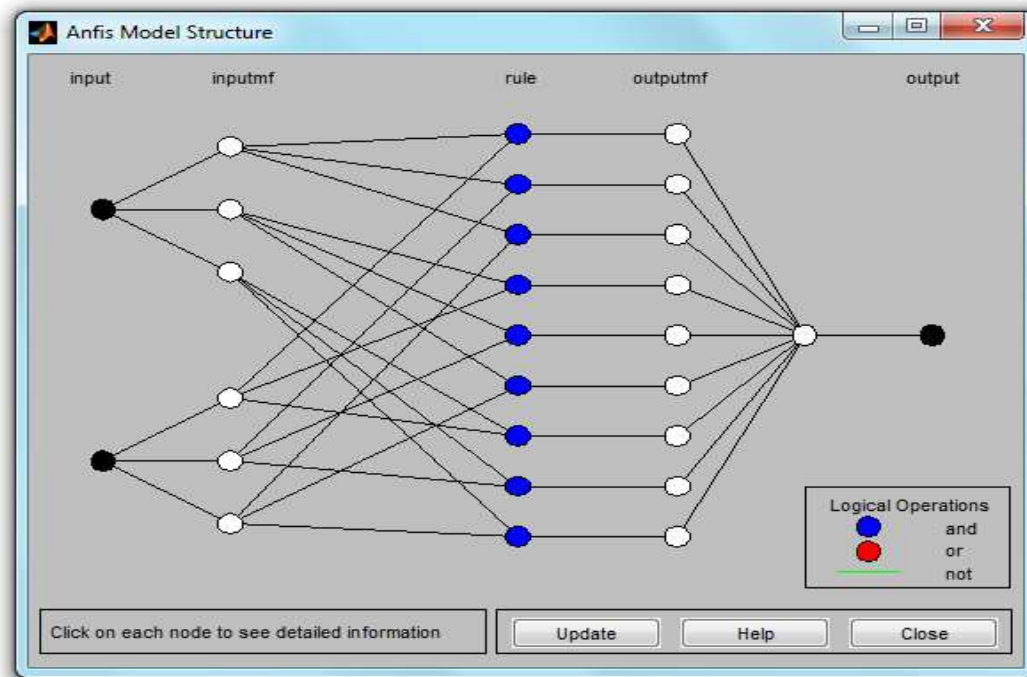 Anfis Model Structure
input inputmf rule outputmf output
Logical Operations
and
or
not
Click on each node to see detailed information
Update Help Close